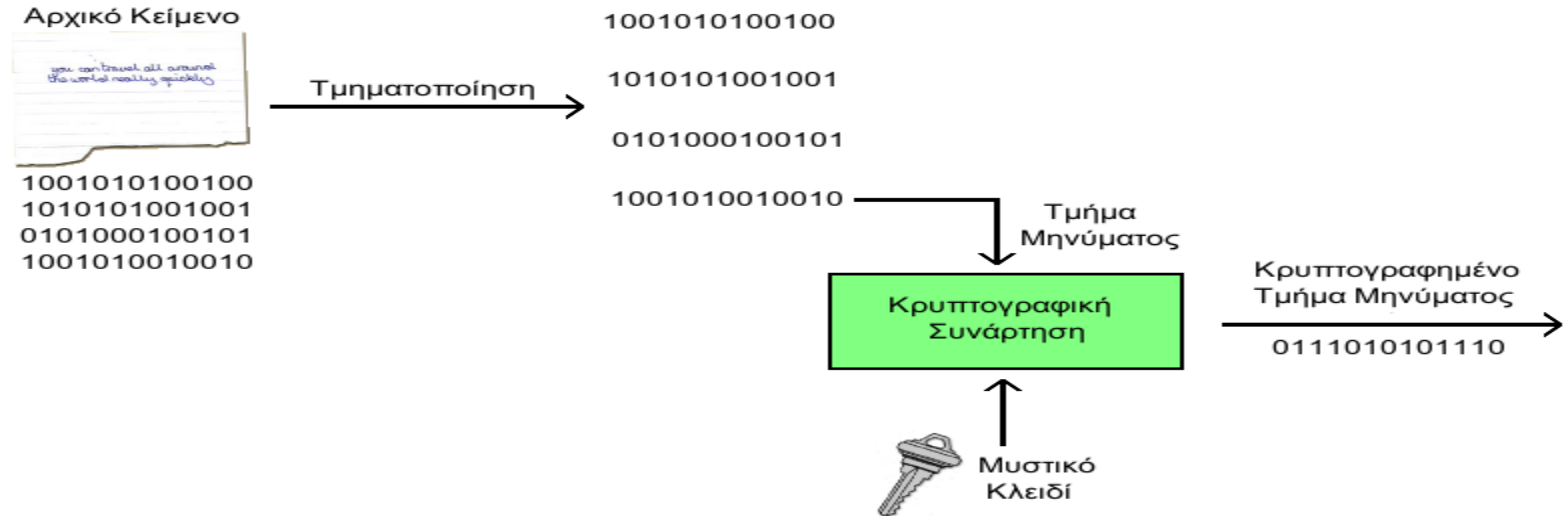 Αρχικό Κείμενο
you can travel all around
the world really quickly
1001010100100
1010101001001
0101000100101
1001010010010
Τμηματοποίηση
1001010100100
1010101001001
0101000100101
1001010010010
Τμήμα
Μηνύματος
Κρυπτογραφική
Συνάρτηση
Μυστικό
Κλειδί
Κρυπτογραφημένο
Τμήμα Μηνύματος
0111010101110